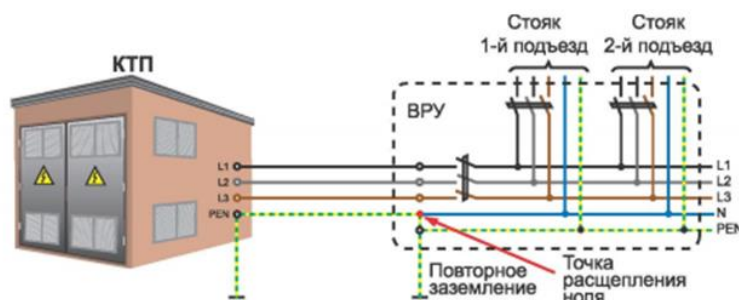 Стояк
1-й подъезд
Стояк
2-й подъезд
КТП
ВРУ
L1
L2
L3
PEN
L1
L2
L3
N
PEN
Повторное
заземление
Точка
расщепления
ноля